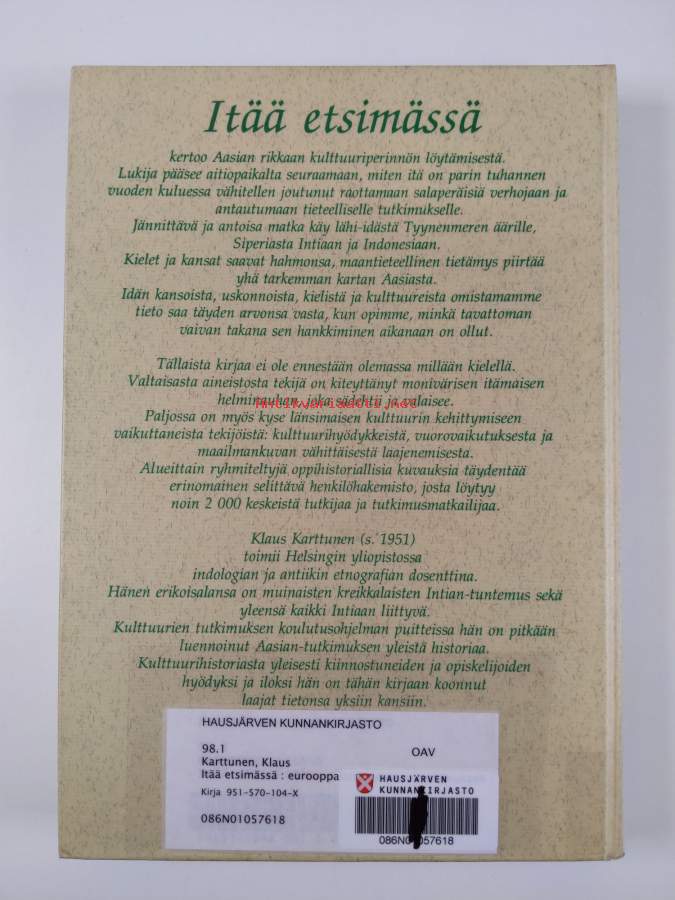 Itää etsimässä
kertoo Aasian rikkaan kulttuuriperinnön löytämisestä.
Lukija pääsee aitiopaikalta seuraamaan, miten itä on parin tuhannen
vuoden kuluessa vähitellen joutunut raottamaan salaperäisiä verhojaan ja
antautumaan tieteelliselle tutkimukselle.
Jännittävä ja antoisa matka käy lähi-idästä Tyynenmeren äärille,
Siperiasta Intiaan ja Indonesiaan.
Kielet ja kansat saavat hahmonsa, maantieteellinen tietämys piirtää
yhä tarkemman kartan Aasiasta.
Idän kansoista, uskonnoista, kielistä ja kulttuureista omistamamme
tieto saa täyden arvonsa vasta, kun opimme, minkä tavattoman
vaivan takana sen hankkiminen aikanaan on ollut.
Tällaista kirjaa ei ole ennestään olemassa millään kielellä.
Valtaisasta aineistosta tekijä on kiteyttänyt monivärisen itämaisen
helminauhan, joka sädehtii ja valaisee.
Antikvariaatti.net
Paljossa on myös kyse länsimaisen kulttuurin kehittymiseen
vaikuttaneista tekijöistä: kulttuurihyödykkeistä, vuorovaikutuksesta ja
maailmankuvan vähittäisestä laajenemisesta.
Alueittain ryhmiteltyjä oppihistoriallisia kuvauksia täydentää
erinomainen selittävä henkilöhakemisto, josta löytyy
noin 2 000 keskeistä tutkijaa ja tutkimusmatkailijaa.
Klaus Karttunen (s. 1951)
toimii Helsingin yliopistossa
indologian ja antiikin etnografian dosenttina.
Hänen erikoisalansa on muinaisten kreikkalaisten Intian-tuntemus sekä
yleensä kaikki Intiaan liittyvä.
Kulttuurien tutkimuksen koulutusohjelman puitteissa hän on pitkään
luennoinut Aasian-tutkimuksen yleistä historiaa.
Kulttuurihistoriasta yleisesti kiinnostuneiden ja opiskelijoiden
hyödyksi ja iloksi hän on tähän kirjaan koonnut
laajat tietonsa yksiin kansiin.
HAUSJÄRVEN KUNNANKIRJASTO
98.1 OAV
Karttunen, Klaus
Itää etsimässä : eurooppa
Kirja 951-570-104-X
086N01057618
HAUSJÄRVEN
KUNNANKIRJASTO
086N01057618